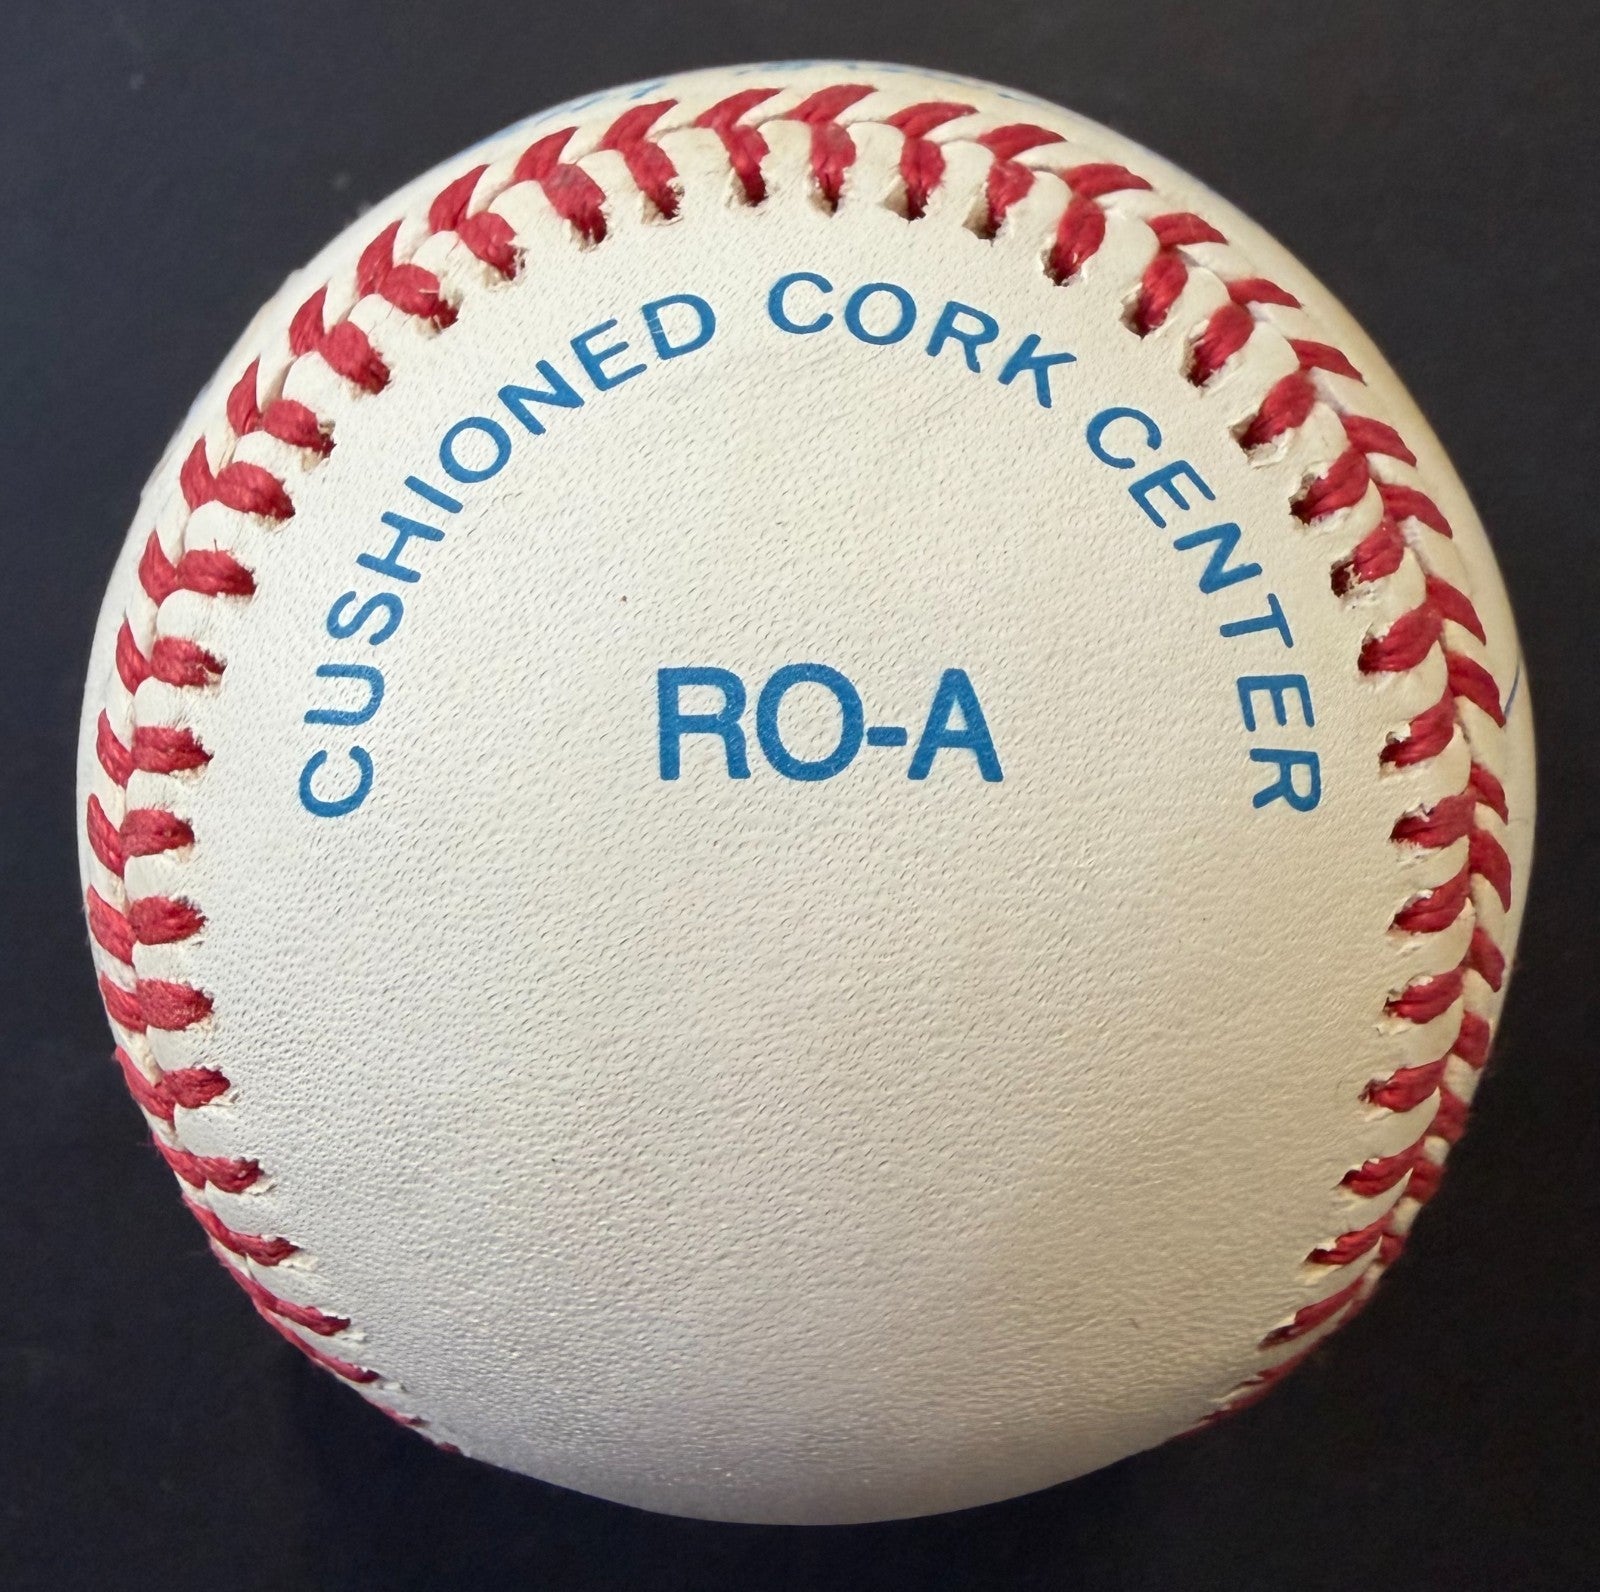 CUSHIONED CORK CENTER
RO-A